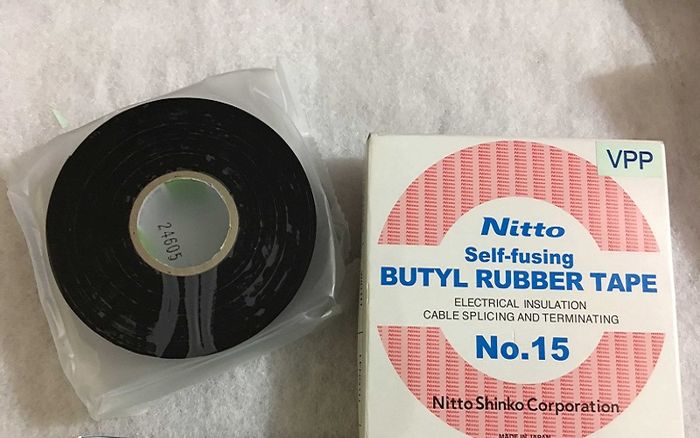 24605
VPP
Nitto
Self-fusing
BUTYL RUBBER TAPE
ELECTRICAL INSULATION
CABLE SPLICING AND TERMINATING
No.15
Nitto Shinko Corporation
MADE IN JAPAN